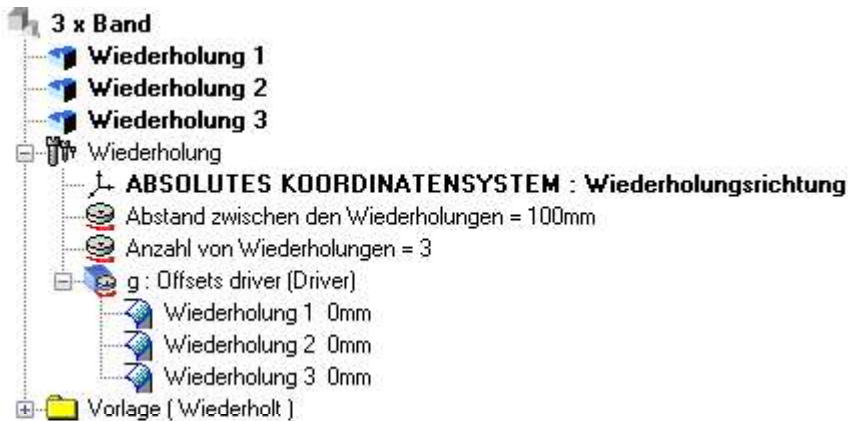 3 x Band
Wiederholung 1
Wiederholung 2
Wiederholung 3
Wiederholung
ABSOLUTES KOORDINATENSYSTEM : Wiederholungsrichtung
Abstand zwischen den Wiederholungen = 100mm
Anzahl von Wiederholungen = 3
g : Offsets driver (Driver)
Wiederholung 1 0mm
Wiederholung 2 0mm
Wiederholung 3 0mm
Vorlage ( Wiederholt )